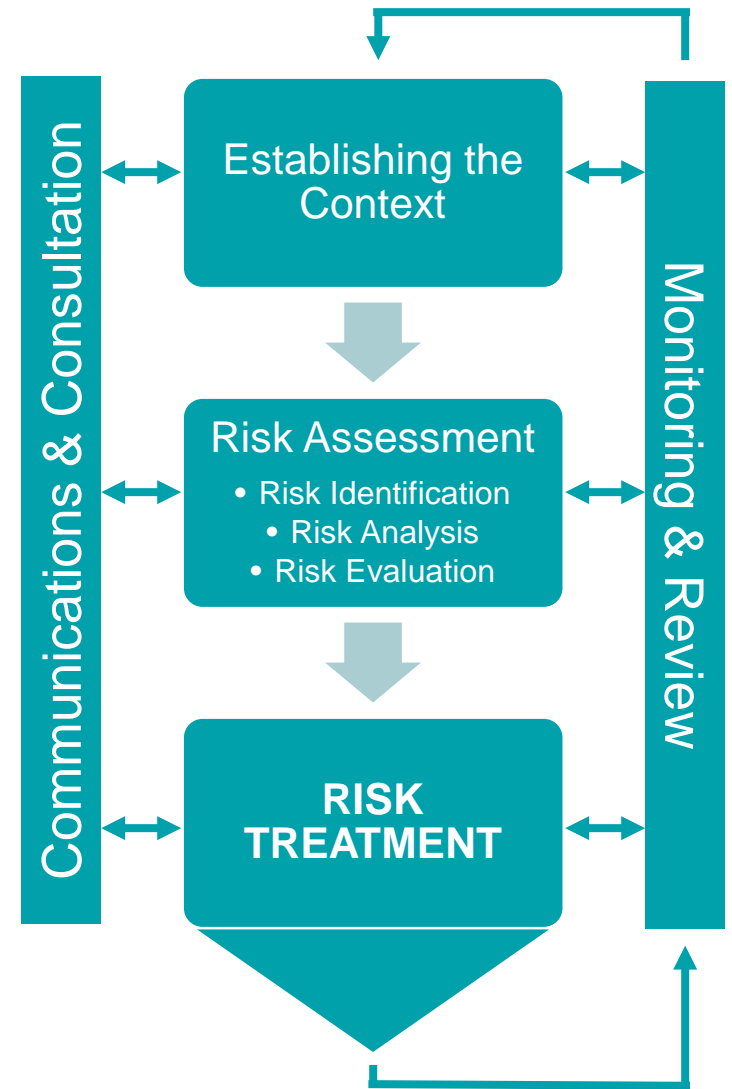 Communications & Consultation
Establishing the
Context
Risk Assessment
• Risk Identification
• Risk Analysis
• Risk Evaluation
RISK
TREATMENT
Monitoring & Review